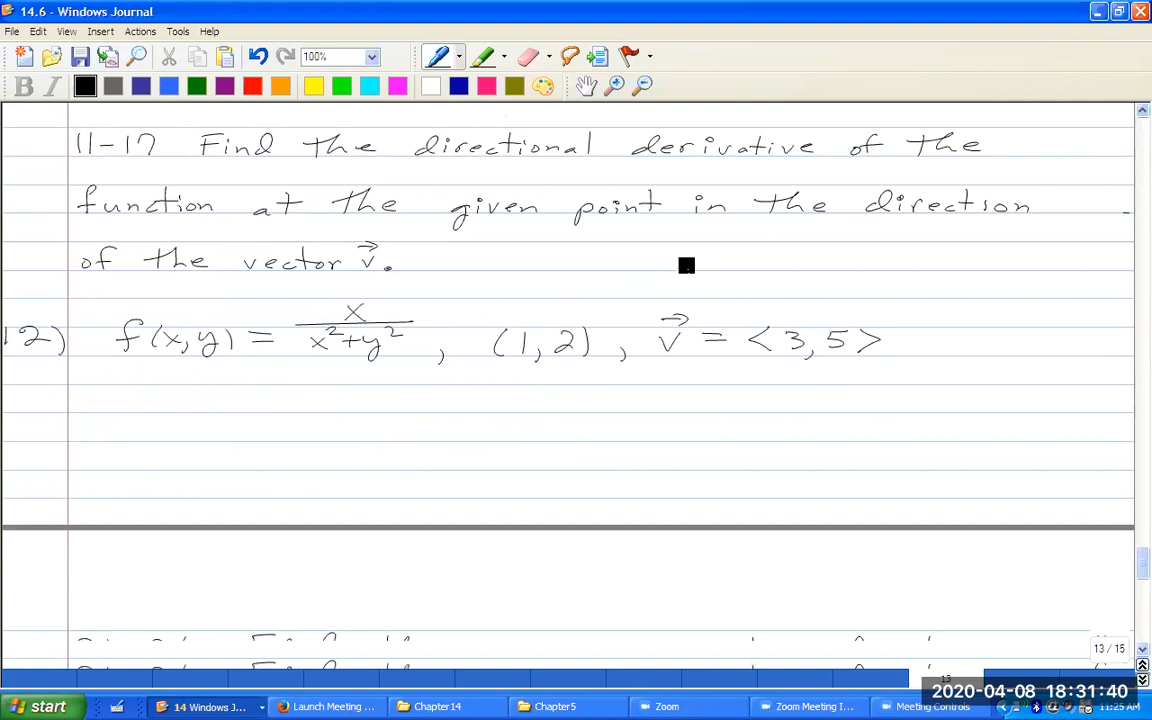 14.6 - Windows Journal
File Edit View Insert Actions Tools Help
100%
B I
11-17 Find the directional derivative of the
function at the given point in the direction
of the vector v⃗.
12) f(x,y) = x/(x²+y²), (1,2), v⃗ = <3,5>
13 / 15
13
2020-04-08 18:31:40
start 14 Windows J... Launch Meeting ... Chapter14 Chapter5 Zoom Zoom Meeting I... Meeting Controls 11:25 AM